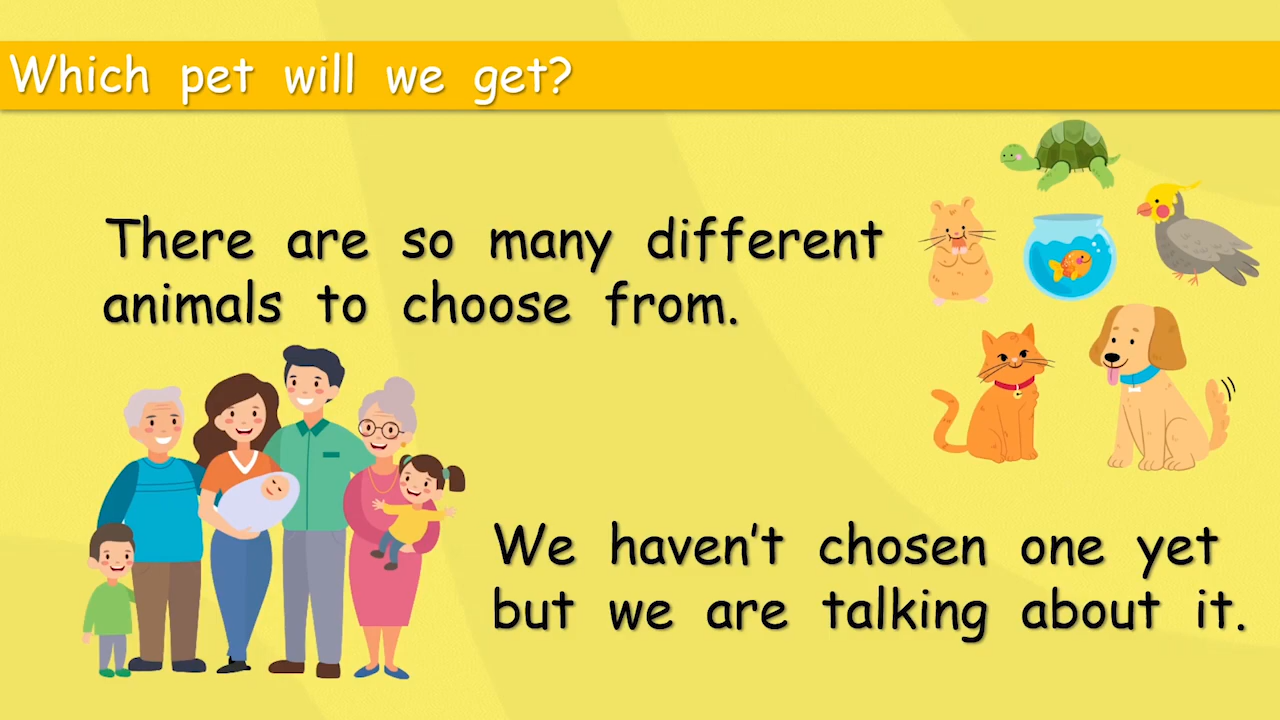 Which pet will we get?
There are so many different
animals to choose from.
We haven't chosen one yet
but we are talking about it.